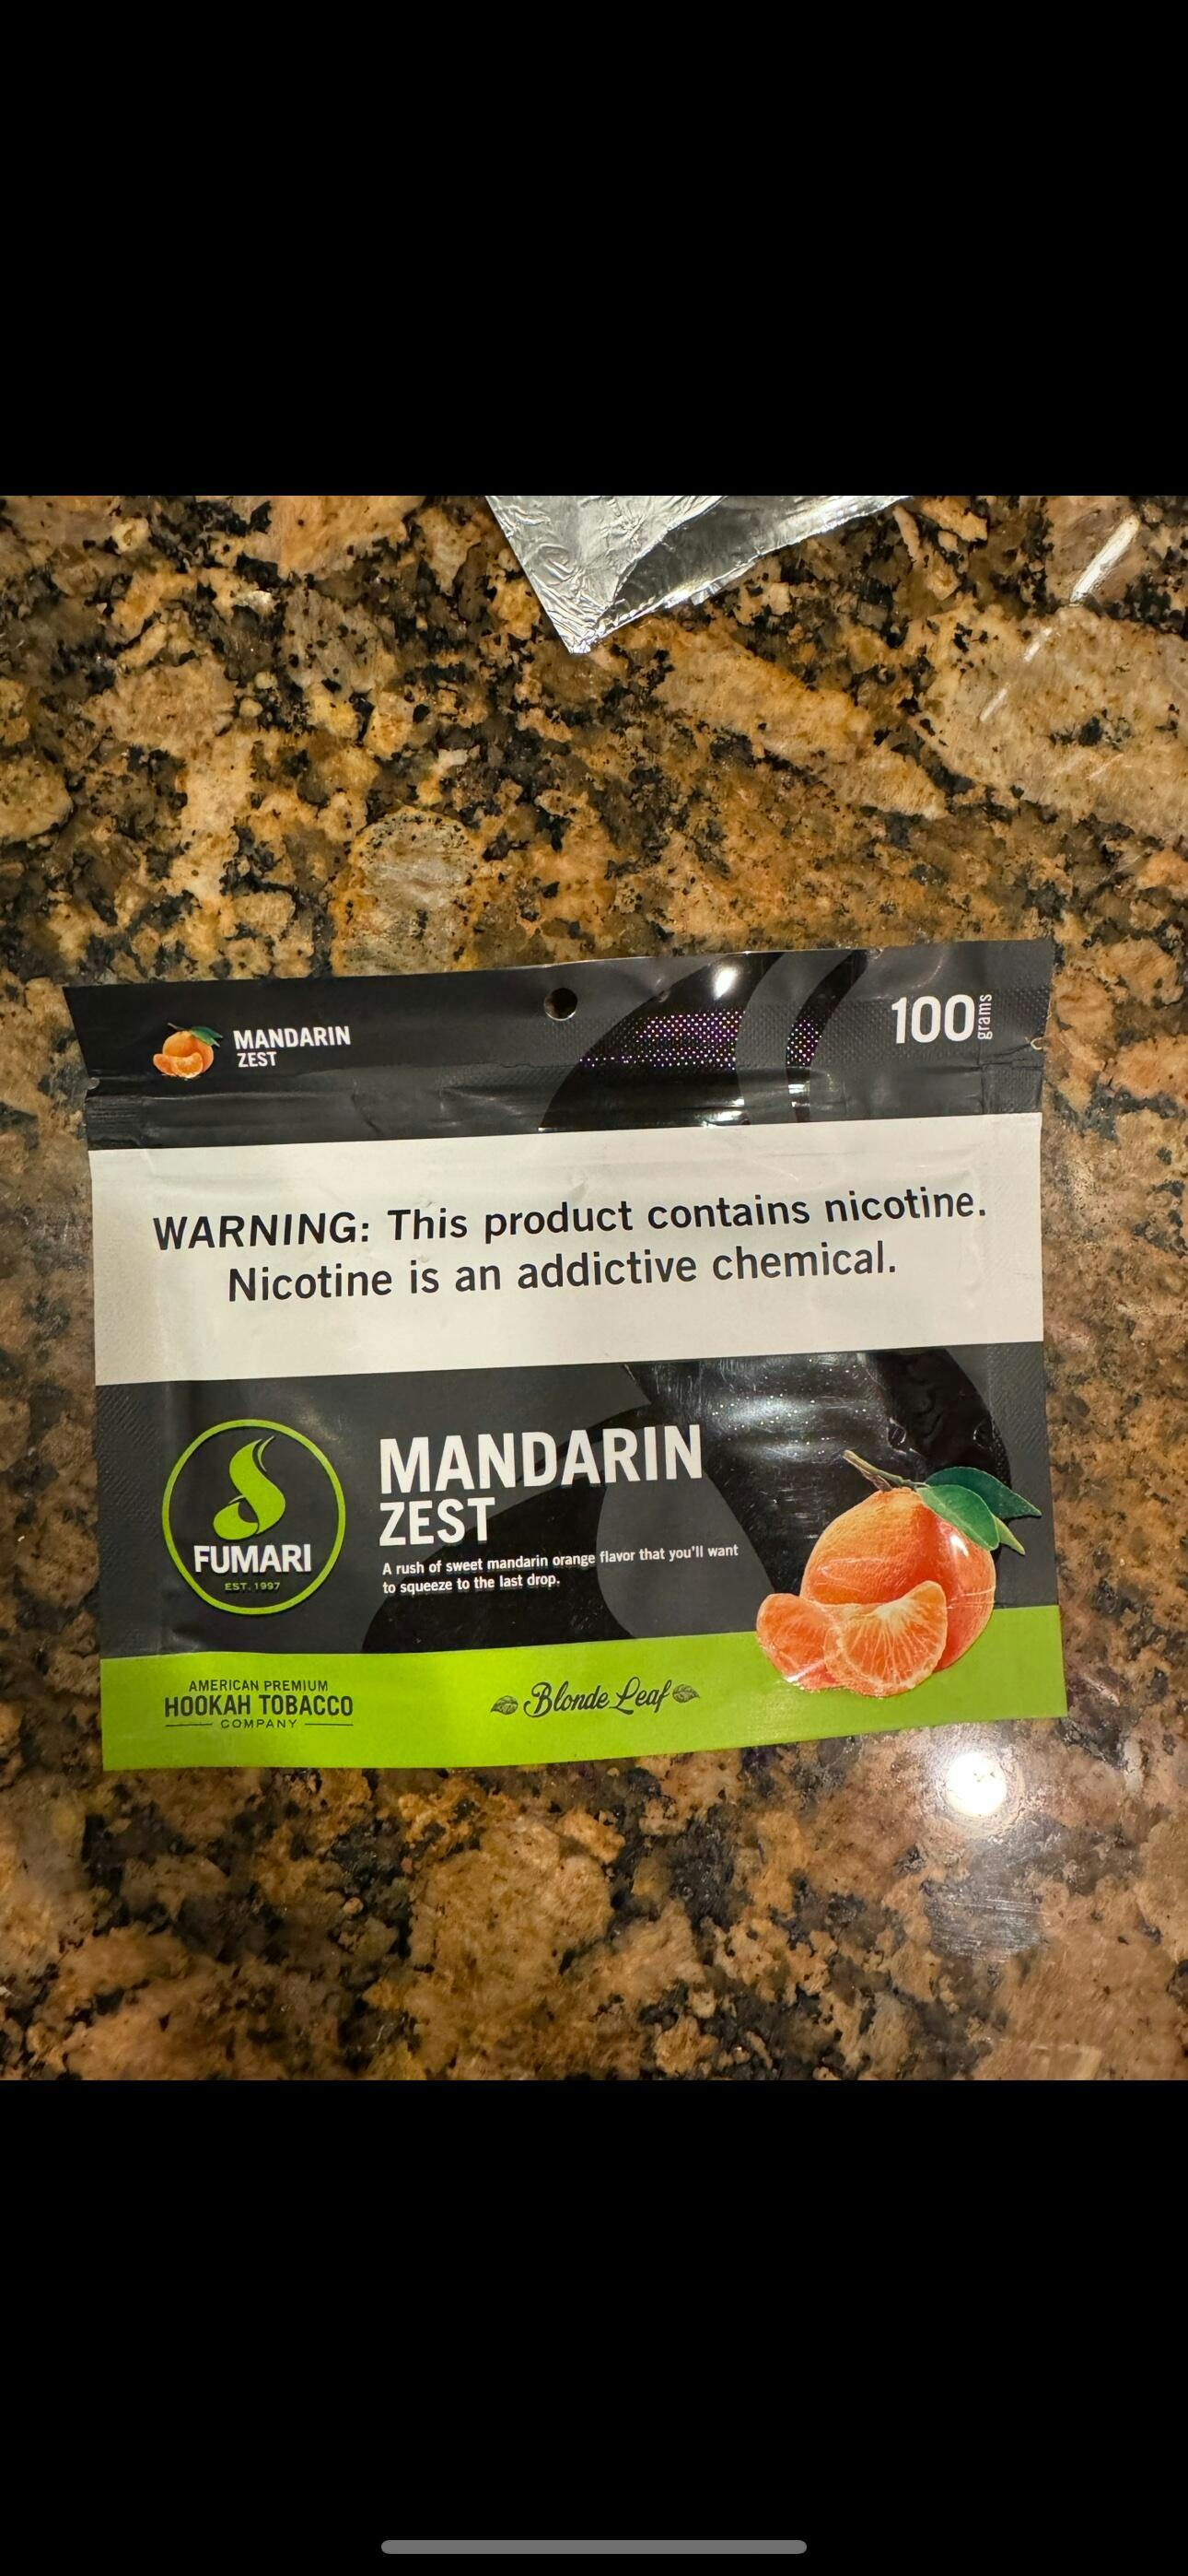 MANDARIN
ZEST
100 grams
WARNING: This product contains nicotine.
Nicotine is an addictive chemical.
FUMARI
EST. 1997
MANDARIN
ZEST
A rush of sweet mandarin orange flavor that you'll want
to squeeze to the last drop.
AMERICAN PREMIUM
HOOKAH TOBACCO
COMPANY
Blonde Leaf